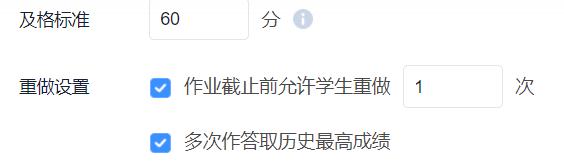 及格标准 60 分
重做设置 作业截止前允许学生重做 1 次
多次作答取历史最高成绩